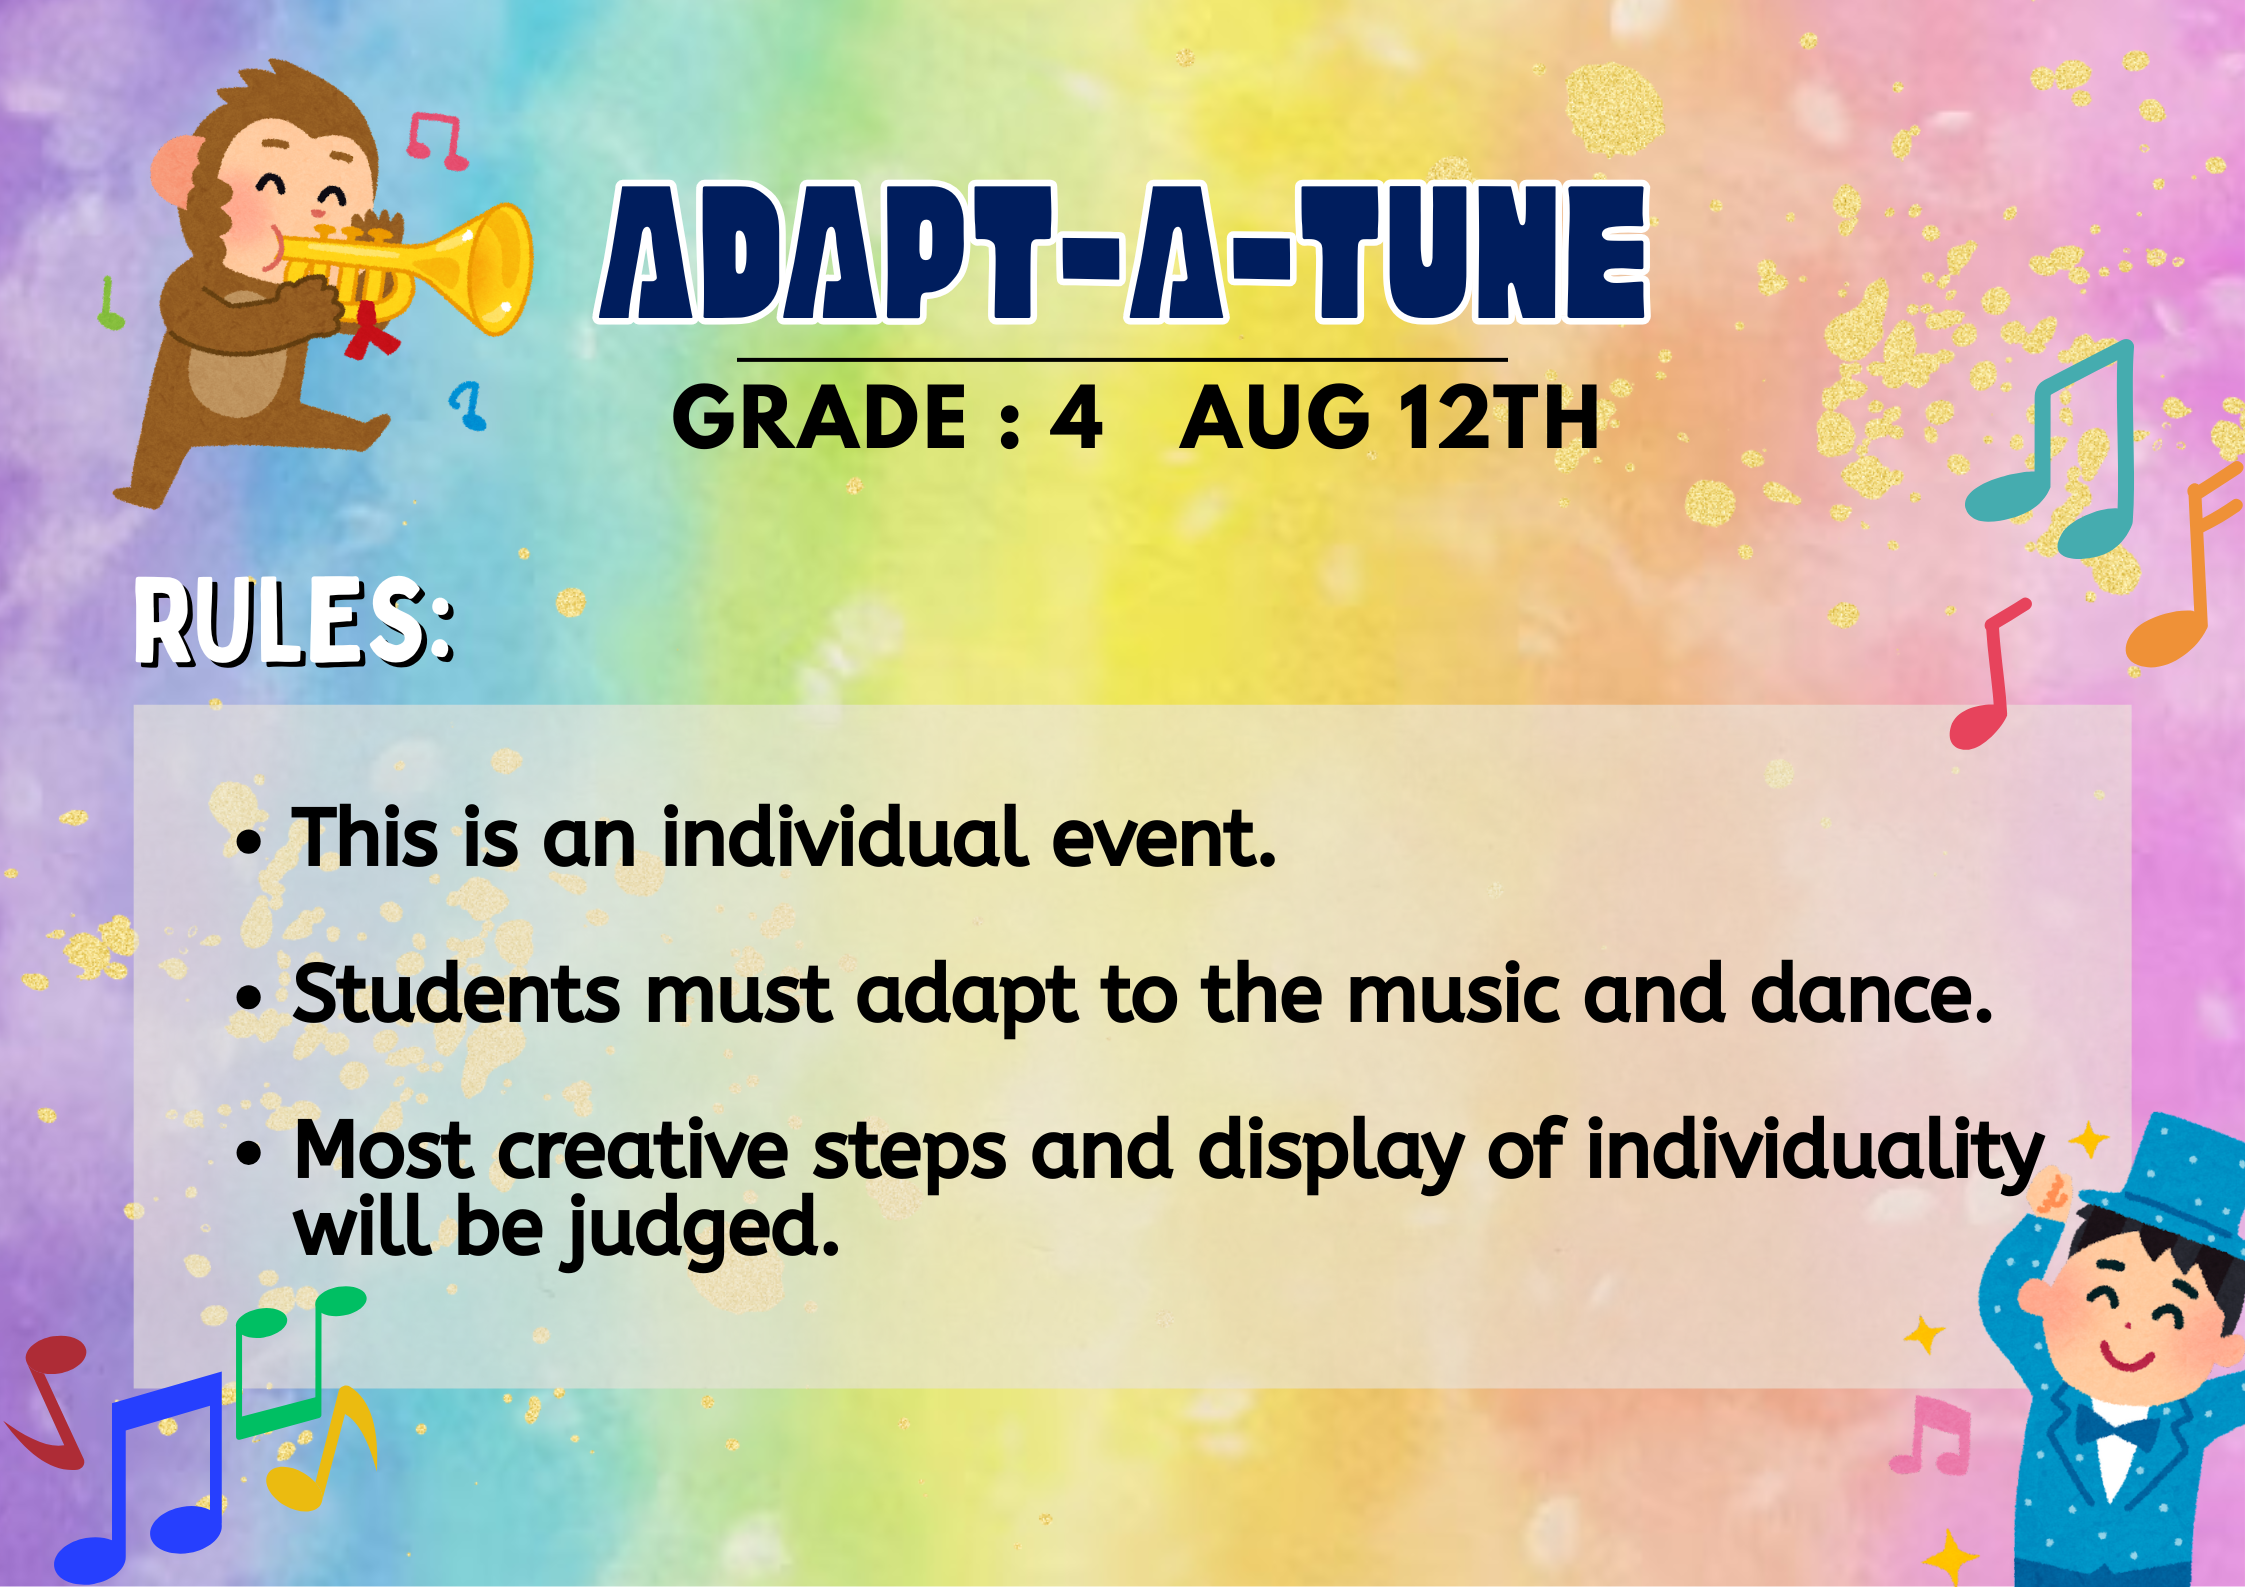 ADAPT-A-TUNE
GRADE : 4 AUG 12TH
RULES:
• This is an individual event.
• Students must adapt to the music and dance.
• Most creative steps and display of individuality
will be judged.